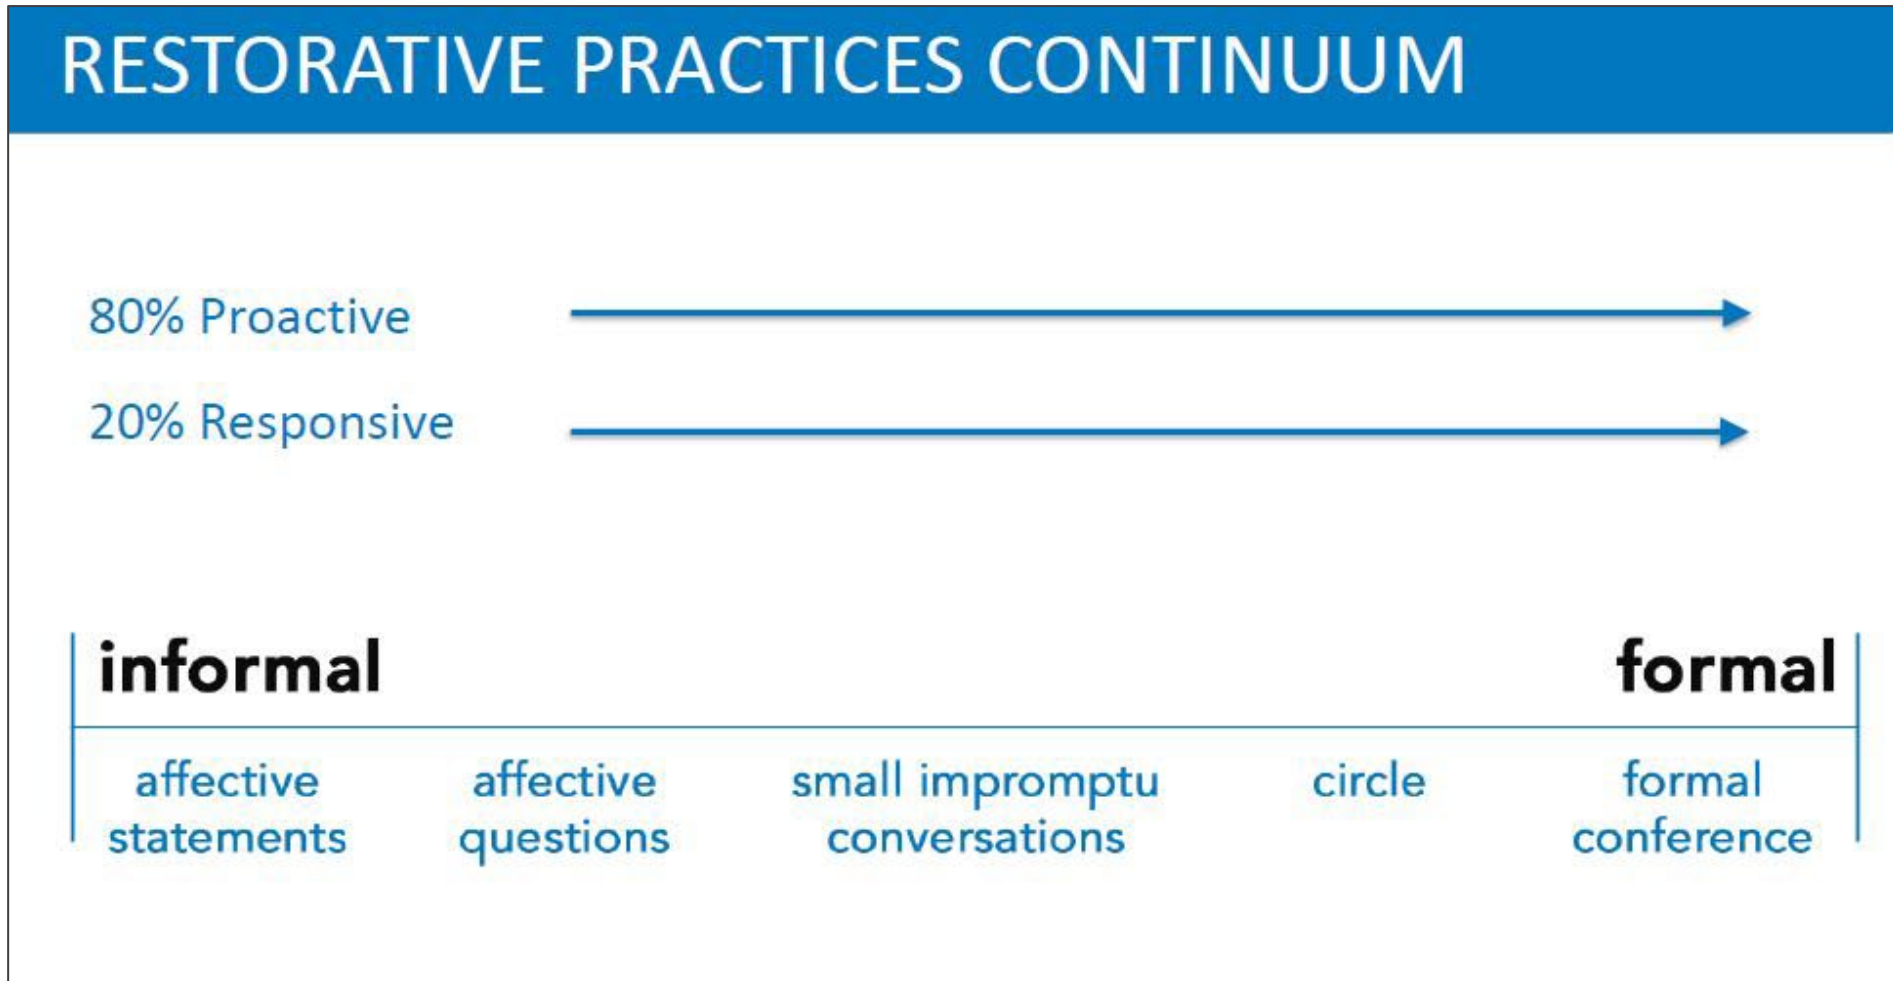 RESTORATIVE PRACTICES CONTINUUM
80% Proactive
20% Responsive
informal
formal
affective
statements
affective
questions
small impromptu
conversations
circle
formal
conference